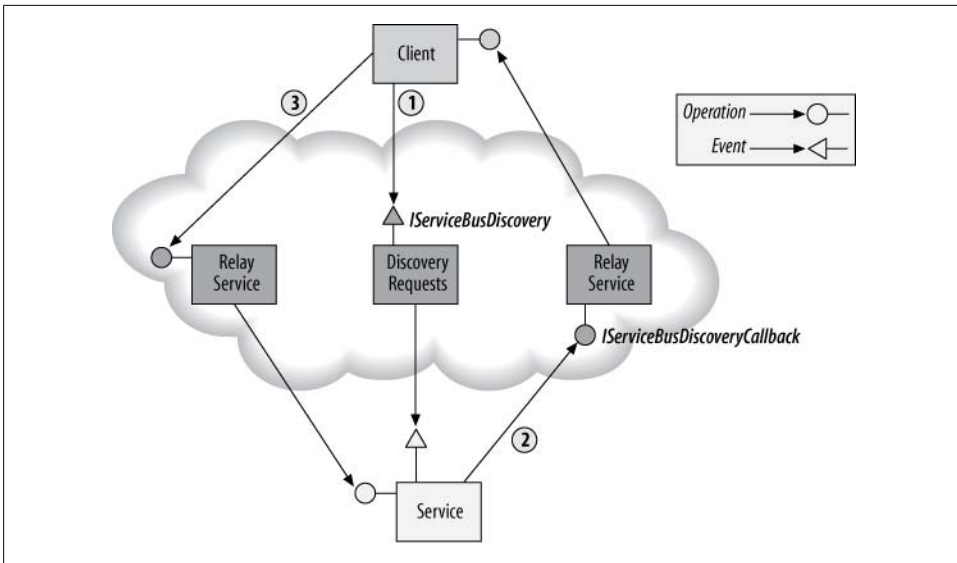 Client
3
1
Operation
Event
IServiceBusDiscovery
Relay
Service
Discovery
Requests
Relay
Service
IServiceBusDiscoveryCallback
2
Service